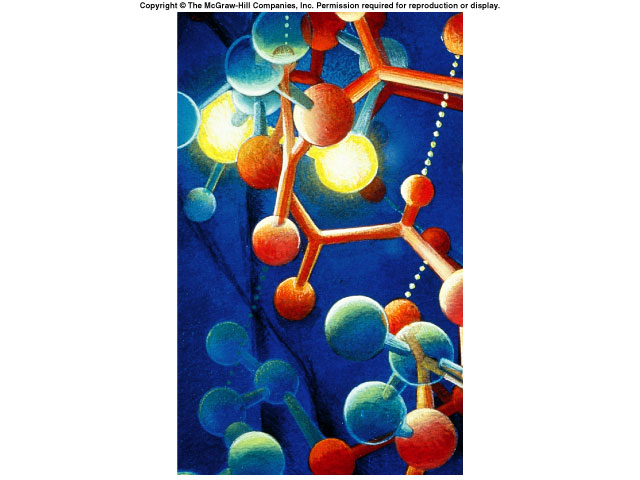 Copyright © The McGraw-Hill Companies, Inc. Permission required for reproduction or display.